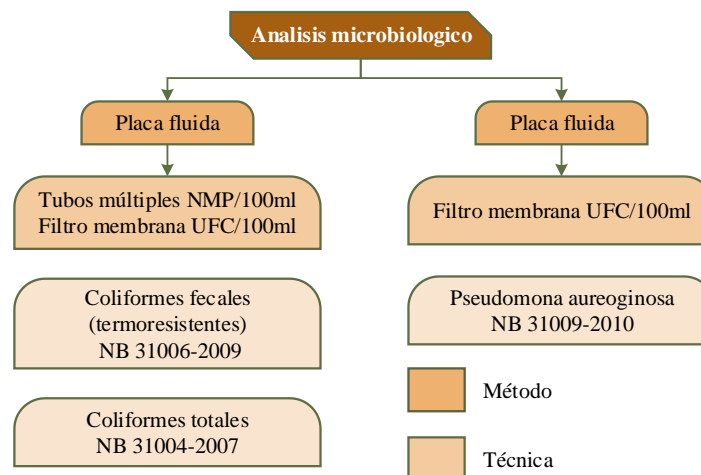 Analisis microbiologico
Placa fluida
Placa fluida
Tubos múltiples NMP/100ml
Filtro membrana UFC/100ml
Filtro membrana UFC/100ml
Coliformes fecales
(termoresistentes)
NB 31006-2009
Pseudomona aureoginosa
NB 31009-2010
Coliformes totales
NB 31004-2007
Método
Técnica